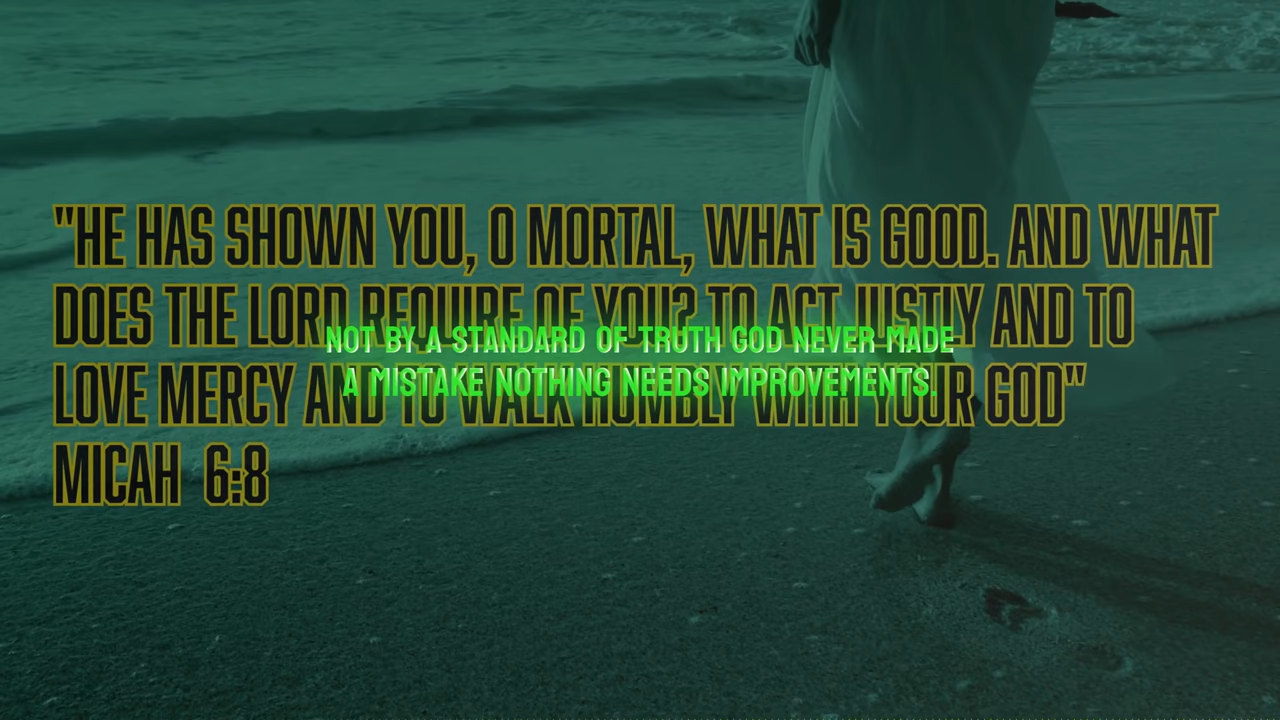 "HE HAS SHOWN YOU, O MORTAL, WHAT IS GOOD. AND WHAT
DOES THE LORD REQUIRE OF YOU? TO ACT JUSTLY AND TO
LOVE MERCY AND TO WALK HUMBLY WITH YOUR GOD"
MICAH 6:8
NOT BY A STANDARD OF TRUTH GOD NEVER MADE
A MISTAKE NOTHING NEEDS IMPROVEMENTS.